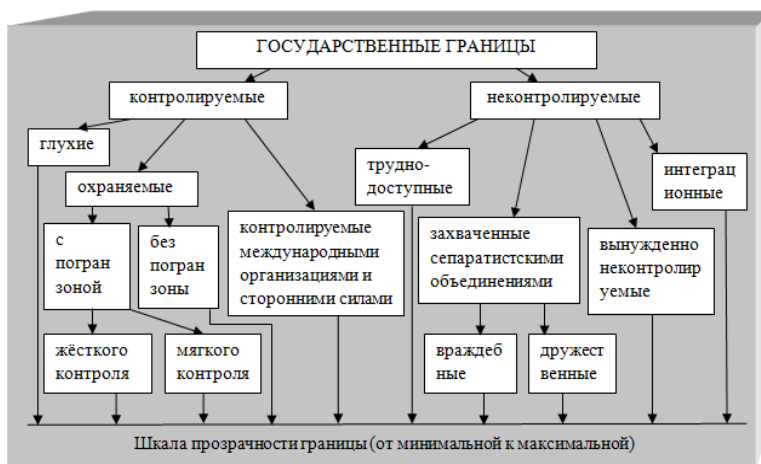 ГОСУДАРСТВЕННЫЕ ГРАНИЦЫ
контролируемые
неконтролируемые
глухие
охраняемые
трудно-
доступные
интеграц
ионные
с
погран
зоной
без
погран
зоны
контролируемые
международными
организациями и
сторонними силами
захваченные
сепаратистскими
объединениями
вынужденно
неконтролир
уемые
жёсткого
контроля
мягкого
контроля
враждеб
ные
дружест
венные
Шкала прозрачности границы (от минимальной к максимальной)